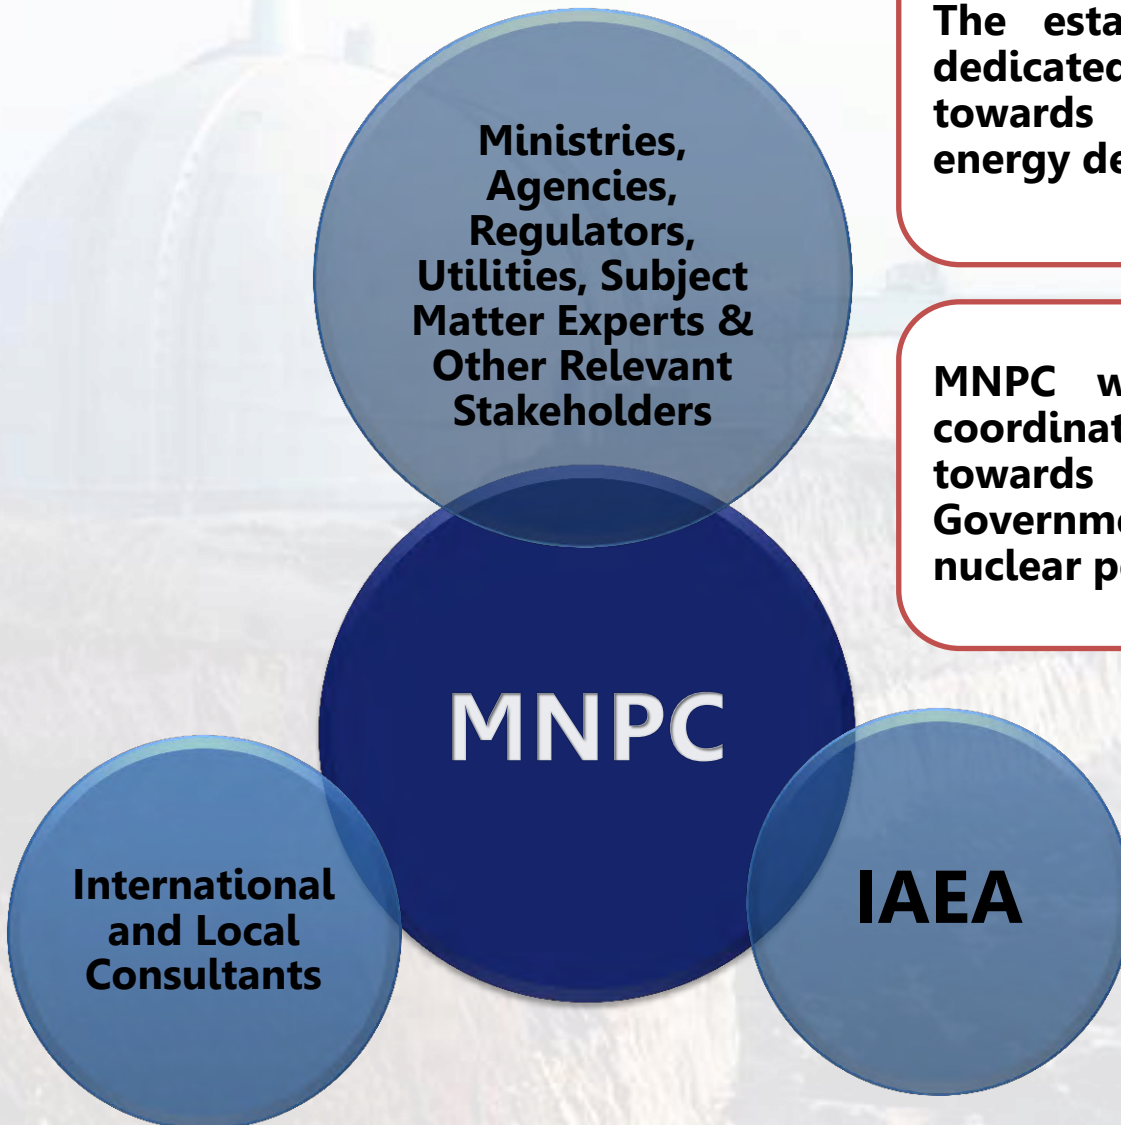 Ministries,
Agencies,
Regulators,
Utilities, Subject
Matter Experts &
Other Relevant
Stakeholders
The
dedicated
towards
energy
MNPC
towards
nuclear
MNPC
International
and Local
Consultants
IAEA